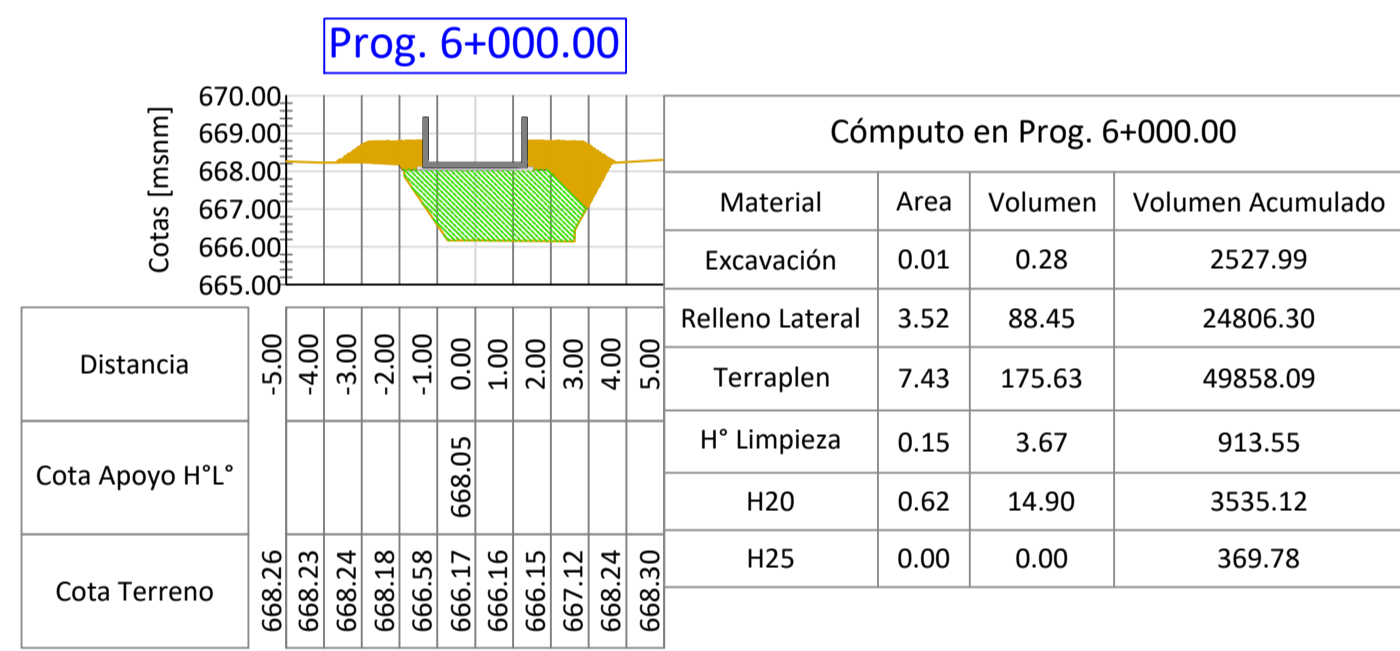 Prog. 6+000.00
Cotas [msnm]
670.00
669.00
668.00
667.00
666.00
665.00
Distancia
-5.00 -4.00 -3.00 -2.00 -1.00 0.00 1.00 2.00 3.00 4.00 5.00
Cota Apoyo H°L°
668.05
Cota Terreno
668.26 668.23 668.24 668.18 666.58 666.17 666.16 666.15 667.12 668.24 668.30
Cómputo en Prog. 6+000.00
Material Area Volumen Volumen Acumulado
Excavación 0.01 0.28 2527.99
Relleno Lateral 3.52 88.45 24806.30
Terraplen 7.43 175.63 49858.09
H° Limpieza 0.15 3.67 913.55
H20 0.62 14.90 3535.12
H25 0.00 0.00 369.78